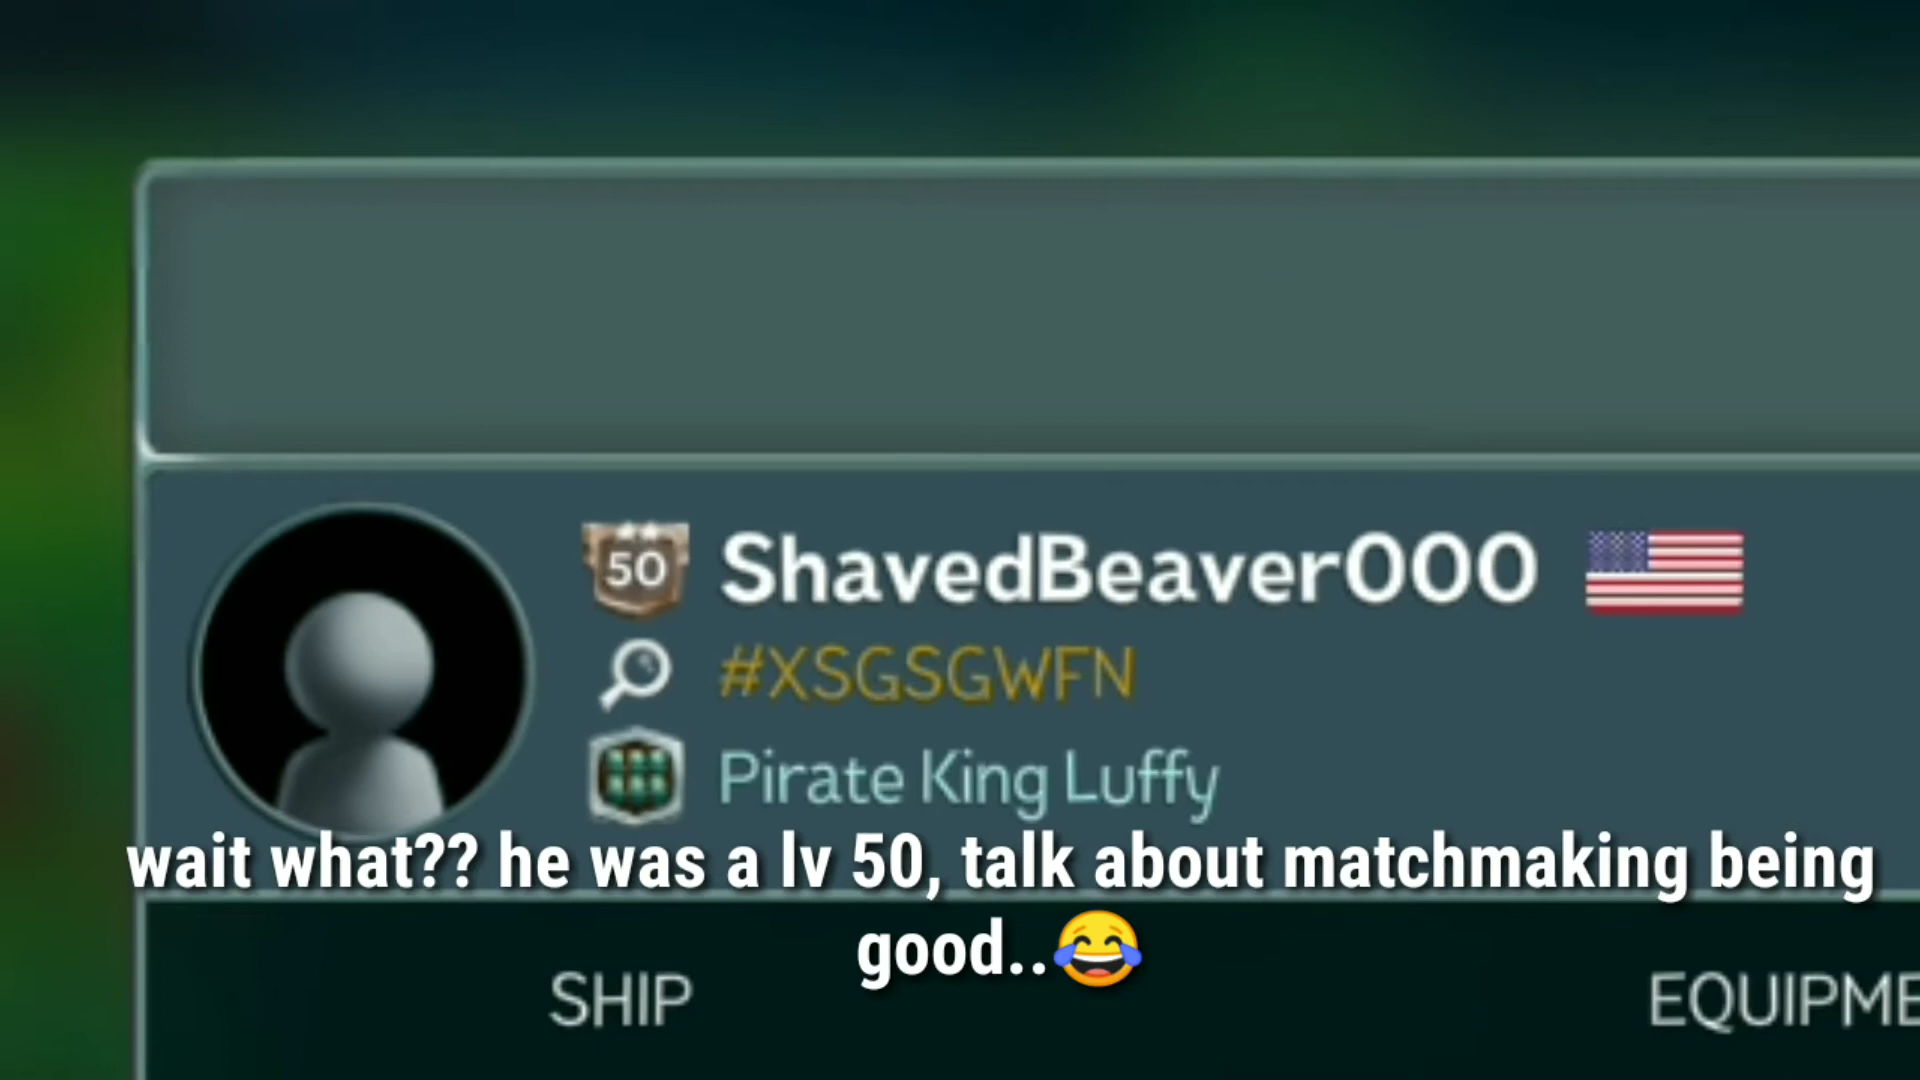 50 ShavedBeaver000
#XSGSGWFN
Pirate King Luffy
wait what?? he was a lv 50, talk about matchmaking being
good..😂
SHIP EQUIPME